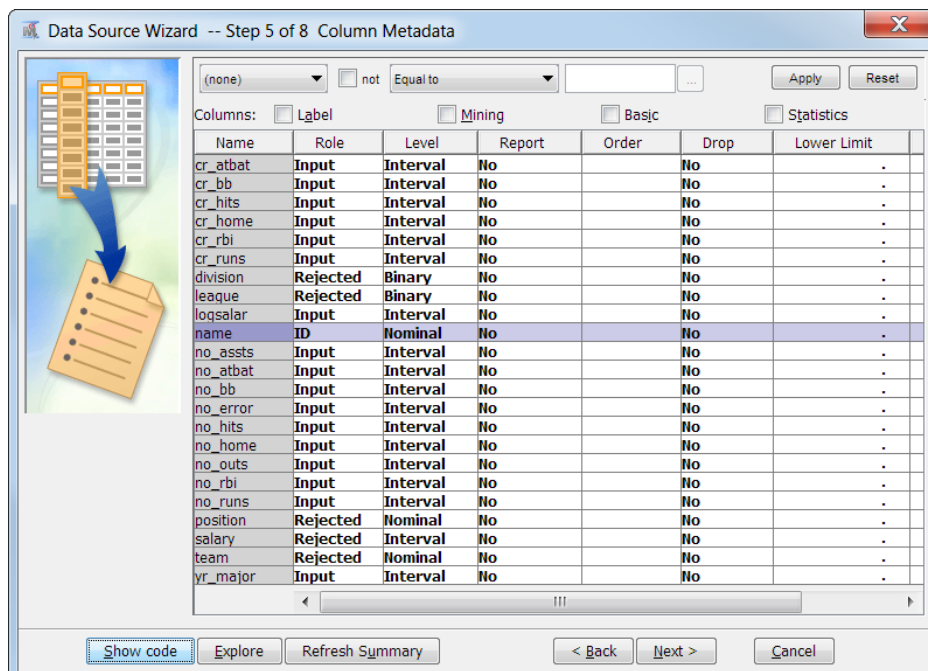 Data Source Wizard -- Step 5 of 8 Column Metadata
(none) not Equal to ... Apply Reset
Columns: Label Mining Basic Statistics
Name Role Level Report Order Drop Lower Limit
cr_atbat Input Interval No No .
cr_bb Input Interval No No .
cr_hits Input Interval No No .
cr_home Input Interval No No .
cr_rbi Input Interval No No .
cr_runs Input Interval No No .
division Rejected Binary No No .
league Rejected Binary No No .
logsalar Input Interval No No .
name ID Nominal No No .
no_assts Input Interval No No .
no_atbat Input Interval No No .
no_bb Input Interval No No .
no_error Input Interval No No .
no_hits Input Interval No No .
no_home Input Interval No No .
no_outs Input Interval No No .
no_rbi Input Interval No No .
no_runs Input Interval No No .
position Rejected Nominal No No .
salary Rejected Interval No No .
team Rejected Nominal No No .
yr_major Input Interval No No .
Show code Explore Refresh Summary < Back Next > Cancel